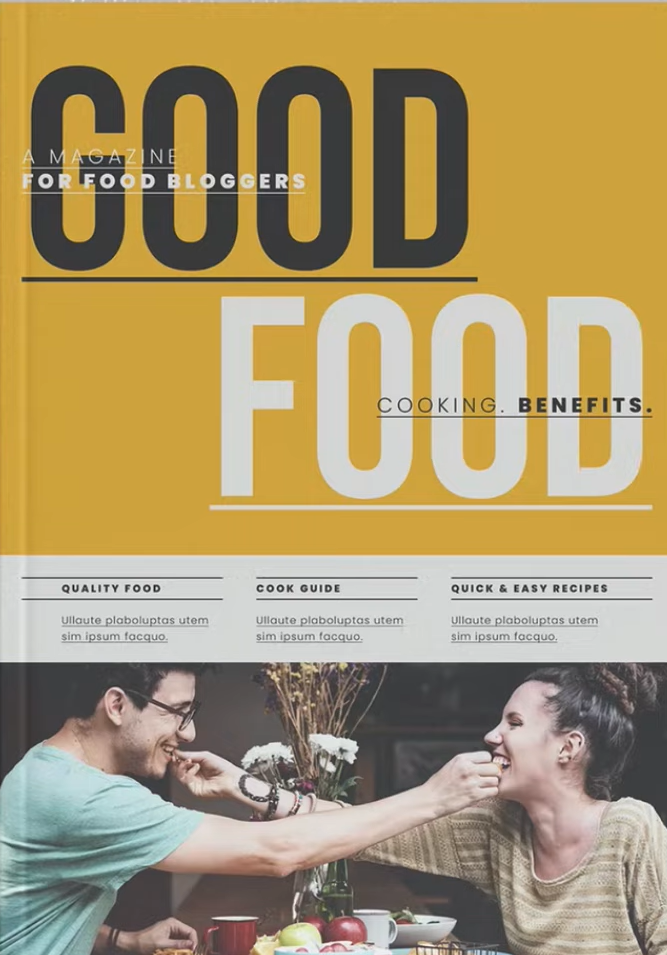 GOOD
A MAGAZINE
FOR FOOD BLOGGERS
FOOD
COOKING. BENEFITS.
QUALITY FOOD
Ullaute plaboluptas utem
sim ipsum facquo.
COOK GUIDE
Ullaute plaboluptas utem
sim ipsum facquo.
QUICK & EASY RECIPES
Ullaute plaboluptas utem
sim ipsum facquo.